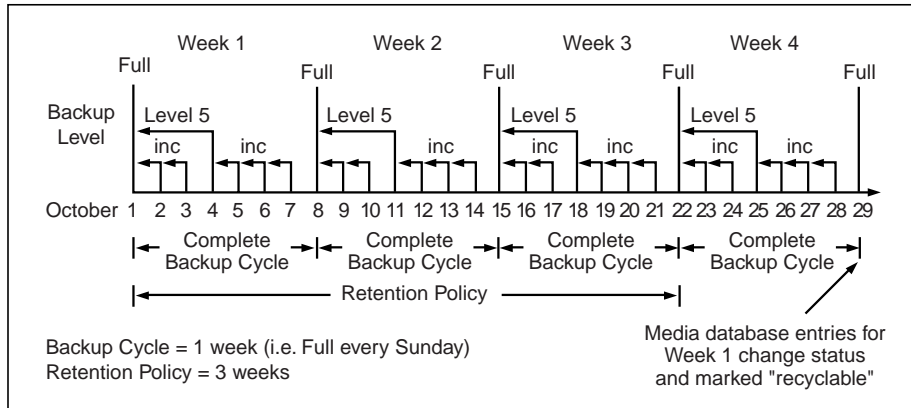 Week 1 Week 2 Week 3 Week 4
Full Full Full Full Full
Backup
Level
Level 5 Level 5 Level 5 Level 5
inc inc inc inc inc inc inc inc
October 1 2 3 4 5 6 7 8 9 10 11 12 13 14 15 16 17 18 19 20 21 22 23 24 25 26 27 28 29
Complete Complete Complete Complete
Backup Cycle Backup Cycle Backup Cycle Backup Cycle
Retention Policy
Backup Cycle = 1 week (i.e. Full every Sunday)
Retention Policy = 3 weeks
Media database entries for
Week 1 change status
and marked "recyclable"